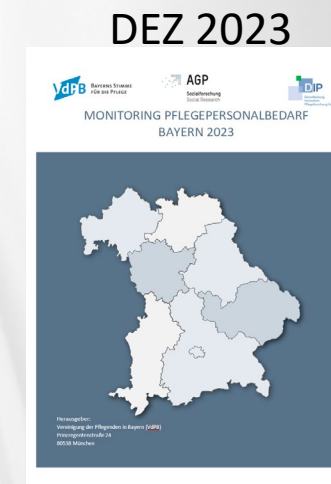 DEZ 2023
VdPB BAYERNS STIMME
FÜR DIE PFLEGE
AGP
Sozialforschung
Social Research
DIP
MONITORING PFLEGEPERSONALBEDARF
BAYERN 2023
Herausgeber:
Vereinigung der Pflegenden in Bayern (VdPB)
Prinzregentenstraße 24
80538 München